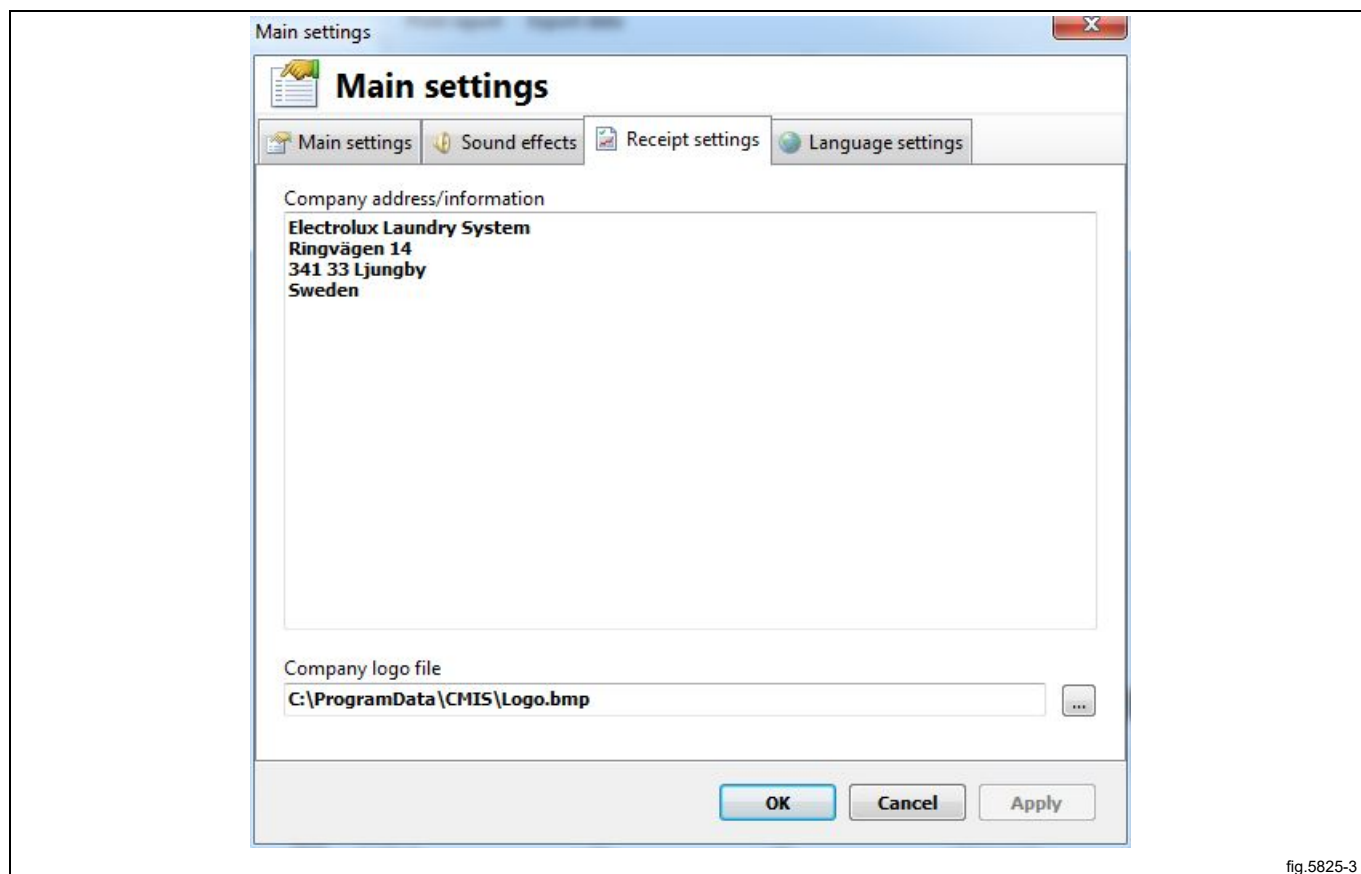 Main settings
Main settings
Main settings
Sound effects
Receipt settings
Language settings
Company address/information
Electrolux Laundry System
Ringvägen 14
341 33 Ljungby
Sweden
Company logo file
C:\ProgramData\CMIS\Logo.bmp
...
OK
Cancel
Apply
fig.5825-3